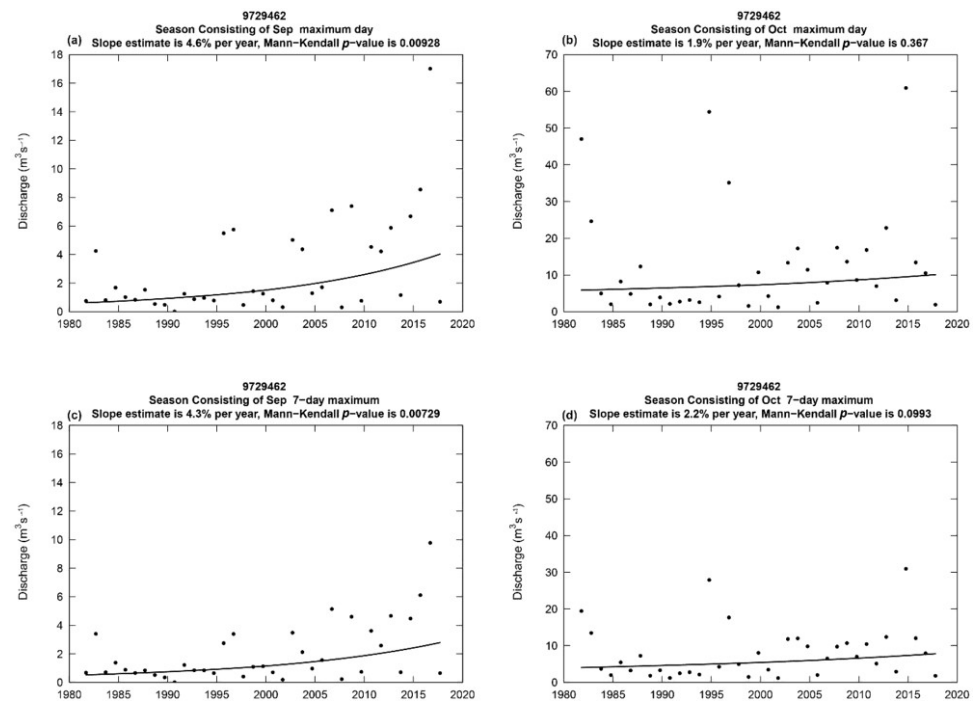 9729462
Season Consisting of Sep maximum day
(a) Slope estimate is 4.6% per year, Mann−Kendall p−value is 0.00928
18
16
14
12
10
8
6
4
2
0
Discharge (m³ s⁻¹)
1980 1985 1990 1995 2000 2005 2010 2015 2020
9729462
Season Consisting of Oct maximum day
(b) Slope estimate is 1.9% per year, Mann−Kendall p−value is 0.367
70
60
50
40
30
20
10
0
Discharge (m³ s⁻¹)
1980 1985 1990 1995 2000 2005 2010 2015 2020
9729462
Season Consisting of Sep 7−day maximum
(c) Slope estimate is 4.3% per year, Mann−Kendall p−value is 0.00729
18
16
14
12
10
8
6
4
2
0
Discharge (m³ s⁻¹)
1980 1985 1990 1995 2000 2005 2010 2015 2020
9729462
Season Consisting of Oct 7−day maximum
(d) Slope estimate is 2.2% per year, Mann−Kendall p−value is 0.0993
70
60
50
40
30
20
10
0
Discharge (m³ s⁻¹)
1980 1985 1990 1995 2000 2005 2010 2015 2020